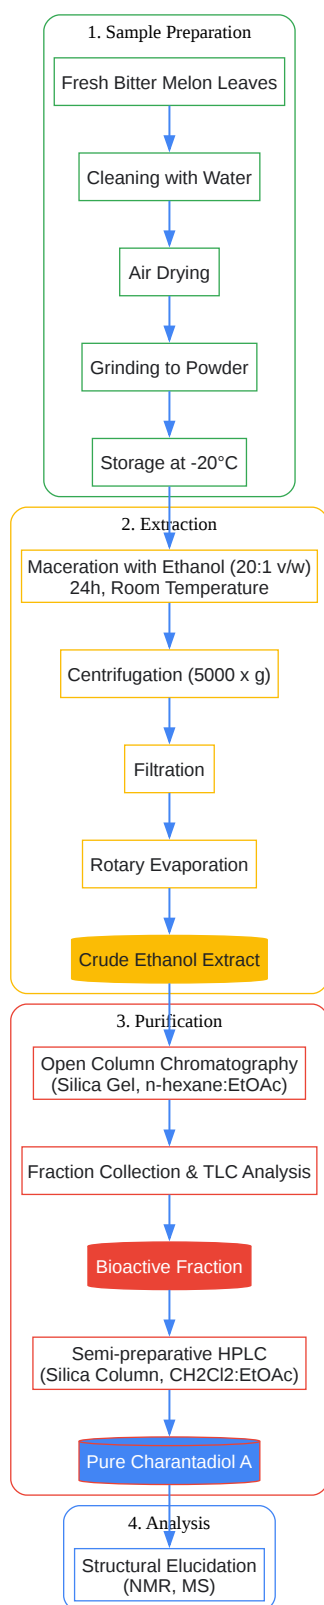 1. Sample Preparation
Fresh Bitter Melon Leaves
Cleaning with Water
Air Drying
Grinding to Powder
Storage at -20°C
2. Extraction
Maceration with Ethanol (20:1 v/w)
24h, Room Temperature
Centrifugation (5000 x g)
Filtration
Rotary Evaporation
Crude Ethanol Extract
3. Purification
Open Column Chromatography
(Silica Gel, n-hexane:EtOAc)
Fraction Collection & TLC Analysis
Bioactive Fraction
Semi-preparative HPLC
(Silica Column, CH2Cl2:EtOAc)
Pure Charantadiol A
4. Analysis
Structural Elucidation
(NMR, MS)